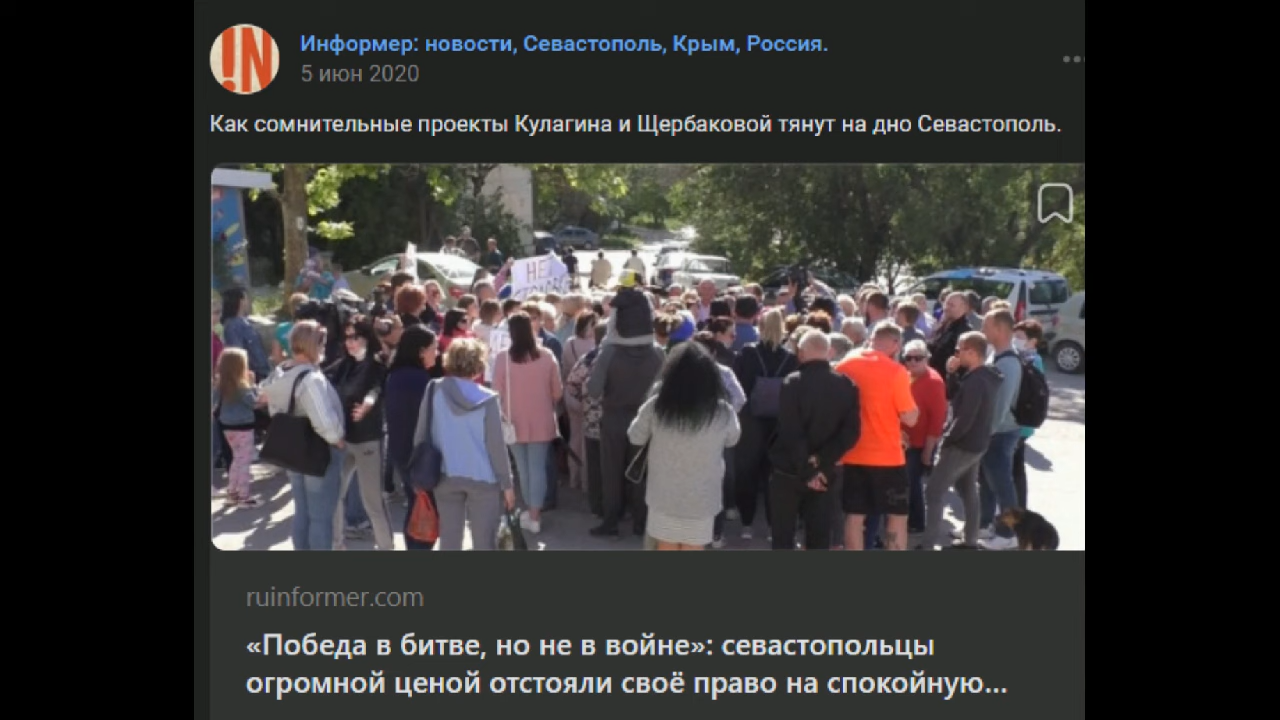 !N
Информер: новости, Севастополь, Крым, Россия.
5 июн 2020
Как сомнительные проекты Кулагина и Щербаковой тянут на дно Севастополь.
НЕТ
ruinformer.com
«Победа в битве, но не в войне»: севастопольцы
огромной ценой отстояли своё право на спокойную...